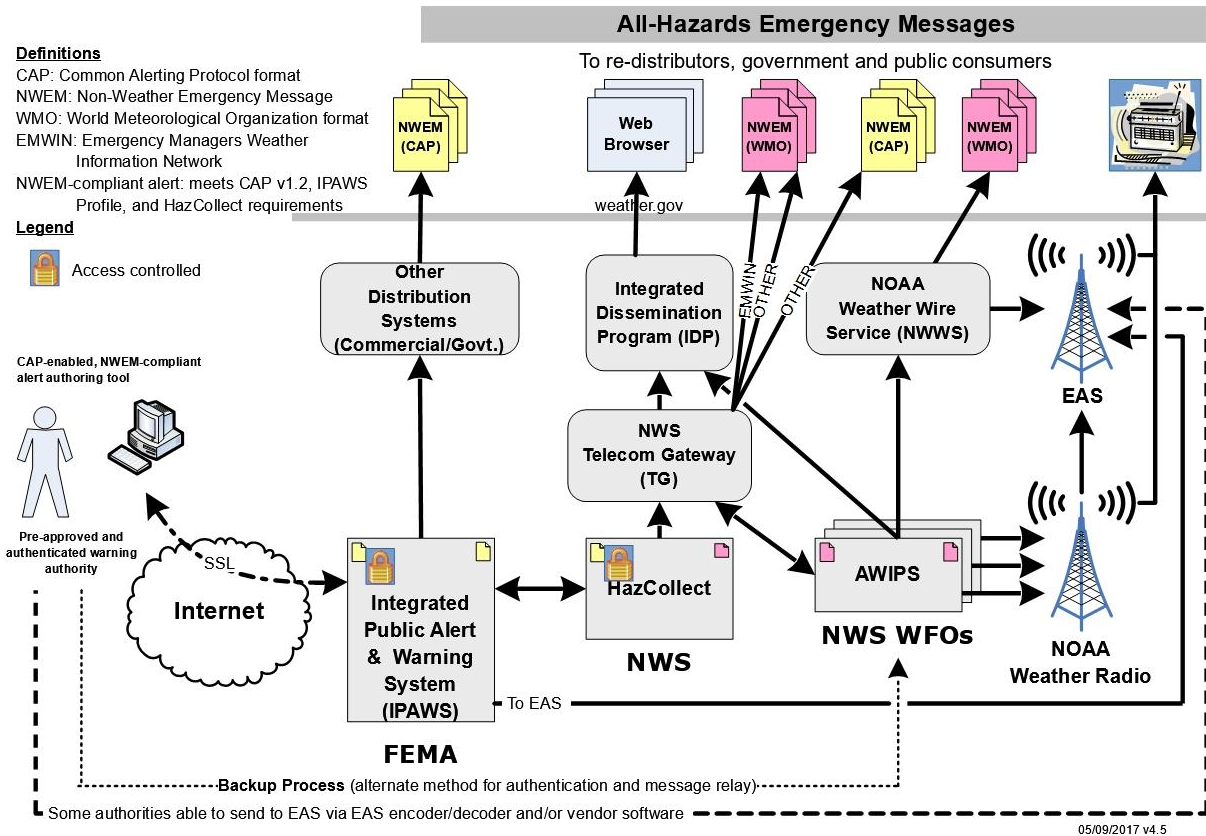 All-Hazards Emergency Messages
To re-distributors, government and public consumers
Definitions
CAP: Common Alerting Protocol format
NWEM: Non-Weather Emergency Message
WMO: World Meteorological Organization format
EMWIN: Emergency Managers Weather
Information Network
NWEM-compliant alert: meets CAP v1.2, IPAWS
Profile, and HazCollect requirements
Legend
Access controlled
NWEM
(CAP)
Web
Browser
NWEM
(WMO)
NWEM
(CAP)
NWEM
(WMO)
weather.gov
Other
Distribution
Systems
(Commercial/Govt.)
Integrated
Dissemination
Program (IDP)
EMWIN
OTHER
OTHER
NOAA
Weather Wire
Service (NWWS)
EAS
CAP-enabled, NWEM-compliant
alert authoring tool
Pre-approved and
authenticated warning
authority
SSL
Internet
NWS
Telecom Gateway
(TG)
Integrated
Public Alert
& Warning
System
(IPAWS)
FEMA
HazCollect
NWS
AWIPS
NWS WFOs
NOAA
Weather Radio
To EAS
Backup Process (alternate method for authentication and message relay)
Some authorities able to send to EAS via EAS encoder/decoder and/or vendor software
05/09/2017 v4.5